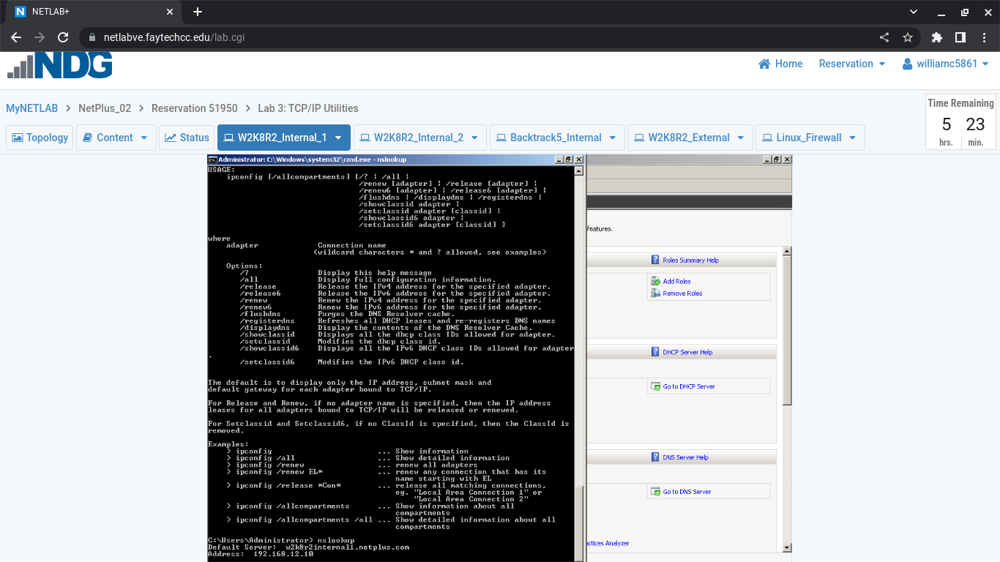 NETLAB+
netlabve.faytechcc.edu/lab.cgi
NDG
Home
Reservation
williamc5861
MyNETLAB > NetPlus_02 > Reservation 51950 > Lab 3: TCP/IP Utilities
Time Remaining
5 23
hrs. min.
Topology
Content
Status
W2K8R2_Internal_1
W2K8R2_Internal_2
Backtrack5_Internal
W2K8R2_External
Linux_Firewall
Administrator: C:\Windows\system32\cmd.exe - nslookup
USAGE:
ipconfig [/allcompartments] [/? | /all |
/renew [adapter] | /release [adapter] |
/renew6 [adapter] | /release6 [adapter] |
/flushdns | /displaydns | /registerdns |
/showclassid adapter |
/setclassid adapter [classid] |
/showclassid6 adapter |
/setclassid6 adapter [classid] ]
where
adapter Connection name
(wildcard characters * and ? allowed, see examples)
Options:
/? Display this help message
/all Display full configuration information.
/release Release the IPv4 address for the specified adapter.
/release6 Release the IPv6 address for the specified adapter.
/renew Renew the IPv4 address for the specified adapter.
/renew6 Renew the IPv6 address for the specified adapter.
/flushdns Purges the DNS Resolver cache.
/registerdns Refreshes all DHCP leases and re-registers DNS names
/displaydns Display the contents of the DNS Resolver Cache.
/showclassid Displays all the dhcp class IDs allowed for adapter.
/setclassid Modifies the dhcp class id.
/showclassid6 Displays all the IPv6 DHCP class IDs allowed for adapter
.
/setclassid6 Modifies the IPv6 DHCP class id.
The default is to display only the IP address, subnet mask and
default gateway for each adapter bound to TCP/IP.
For Release and Renew, if no adapter name is specified, then the IP address
leases for all adapters bound to TCP/IP will be released or renewed.
For Setclassid and Setclassid6, if no ClassId is specified, then the ClassId is
removed.
Examples:
> ipconfig ... Show information
> ipconfig /all ... Show detailed information
> ipconfig /renew ... renew all adapters
> ipconfig /renew EL* ... renew any connection that has its
name starting with EL
> ipconfig /release *Con* ... release all matching connections,
eg. "Local Area Connection 1" or
"Local Area Connection 2"
> ipconfig /allcompartments ... Show information about all
compartments
> ipconfig /allcompartments /all ... Show detailed information about all
compartments
C:\Users\Administrator> nslookup
Default Server: w2k8r2internal1.netplus.com
Address: 192.168.12.10
features.
Roles Summary Help
Add Roles
Remove Roles
DHCP Server Help
Go to DHCP Server
DNS Server Help
Go to DNS Server
actices Analyzer